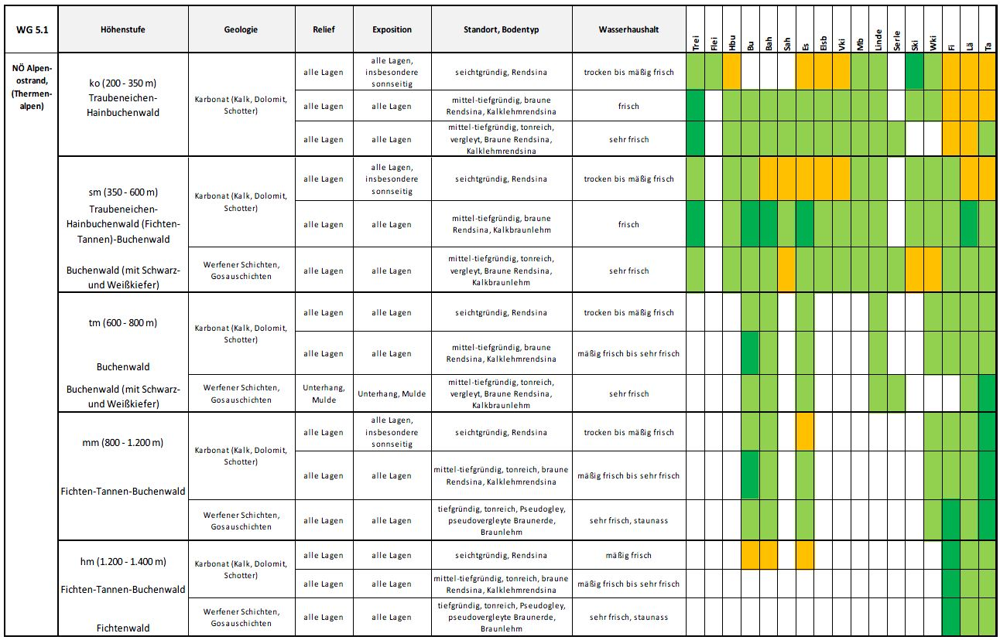 WG 5.1
Höhenstufe
Geologie
Relief
Exposition
Standort, Bodentyp
Wasserhaushalt
Trei
Flei
Hbu
Bu
Bah
Sah
Es
Elsb
Vki
Mb
Linde
Serle
Ski
Wki
Fi
Lä
Ta
NÖ Alpen-
ostrand,
(Thermen-
alpen)
ko (200 - 350 m)
Traubeneichen-
Hainbuchenwald
Karbonat (Kalk, Dolomit,
Schotter)
alle Lagen
alle Lagen,
insbesondere
sonnseitig
seichtgründig, Rendsina
trocken bis mäßig frisch
alle Lagen
alle Lagen
mittel-tiefgründig, braune
Rendsina, Kalklehmrendsina
frisch
alle Lagen
alle Lagen
mittel-tiefgründig, tonreich,
vergleyt, Braune Rendsina,
Kalklehmrendsina
sehr frisch
sm (350 - 600 m)
Traubeneichen-
Hainbuchenwald (Fichten-
Tannen)-Buchenwald
Buchenwald (mit Schwarz-
und Weißkiefer)
Karbonat (Kalk, Dolomit,
Schotter)
alle Lagen
alle Lagen,
insbesondere
sonnseitig
seichtgründig, Rendsina
trocken bis mäßig frisch
alle Lagen
alle Lagen
mittel-tiefgründig, braune
Rendsina, Kalkbraunlehm
frisch
Werfener Schichten,
Gosauschichten
alle Lagen
alle Lagen
mittel-tiefgründig, tonreich,
vergleyt, Braune Rendsina,
Kalkbraunlehm
sehr frisch
tm (600 - 800 m)
Buchenwald
Buchenwald (mit Schwarz-
und Weißkiefer)
Karbonat (Kalk, Dolomit,
Schotter)
alle Lagen
alle Lagen
seichtgründig, Rendsina
trocken bis mäßig frisch
alle Lagen
alle Lagen
mittel-tiefgründig, braune
Rendsina, Kalklehmrendsina
mäßig frisch bis sehr frisch
Werfener Schichten,
Gosauschichten
Unterhang,
Mulde
Unterhang, Mulde
mittel-tiefgründig, tonreich,
vergleyt, Braune Rendsina,
Kalkbraunlehm
sehr frisch
mm (800 - 1.200 m)
Fichten-Tannen-Buchenwald
Karbonat (Kalk, Dolomit,
Schotter)
alle Lagen
alle Lagen,
insbesondere
sonnseitig
seichtgründig, Rendsina
trocken bis mäßig frisch
alle Lagen
alle Lagen
mittel-tiefgründig, tonreich, braune
Rendsina, Kalklehmrendsina
mäßig frisch bis sehr frisch
Werfener Schichten,
Gosauschichten
alle Lagen
alle Lagen
tiefgründig, tonreich, Pseudogley,
pseudovergleyte Braunerde,
Braunlehm
sehr frisch, staunass
hm (1.200 - 1.400 m)
Fichten-Tannen-Buchenwald
Fichtenwald
Karbonat (Kalk, Dolomit,
Schotter)
alle Lagen
alle Lagen
seichtgründig, Rendsina
mäßig frisch
alle Lagen
alle Lagen
mittel-tiefgründig, tonreich, braune
Rendsina, Kalklehmrendsina
mäßig frisch bis sehr frisch
Werfener Schichten,
Gosauschichten
alle Lagen
alle Lagen
tiefgründig, tonreich, Pseudogley,
pseudovergleyte Braunerde,
Braunlehm
sehr frisch, staunass